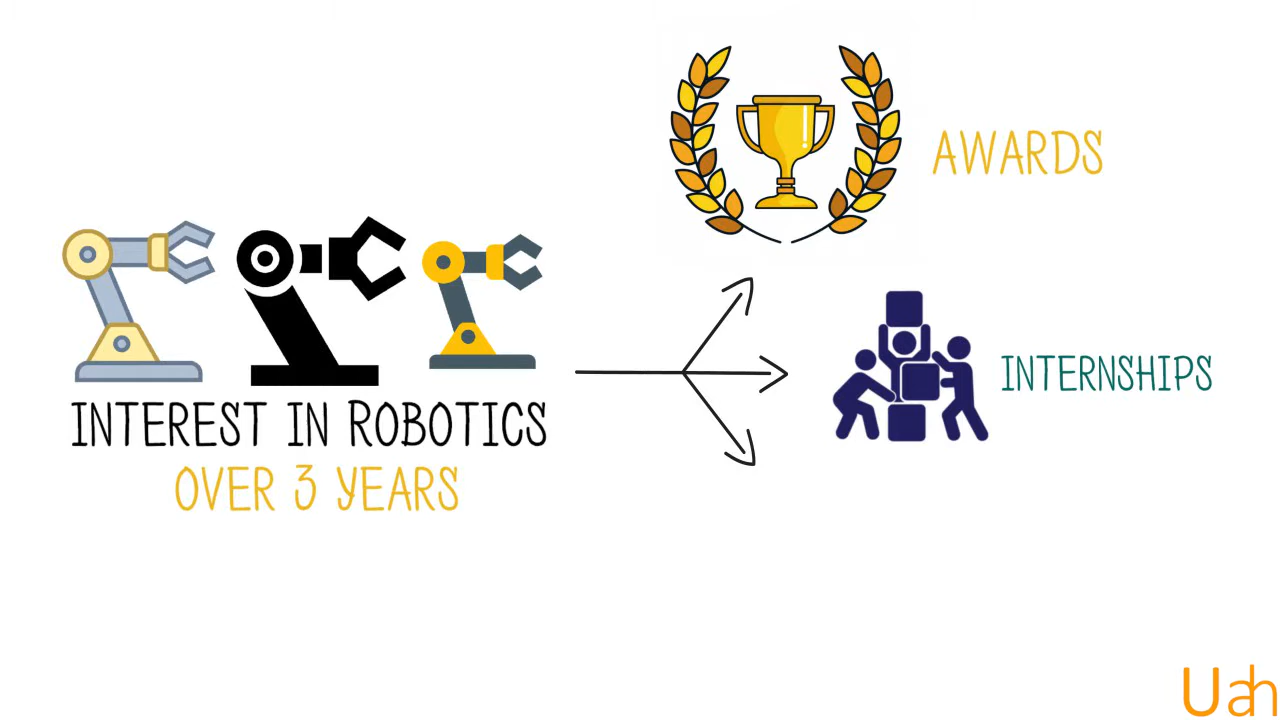 AWARDS
INTERNSHIPS
INTEREST IN ROBOTICS
OVER 3 YEARS
Uah